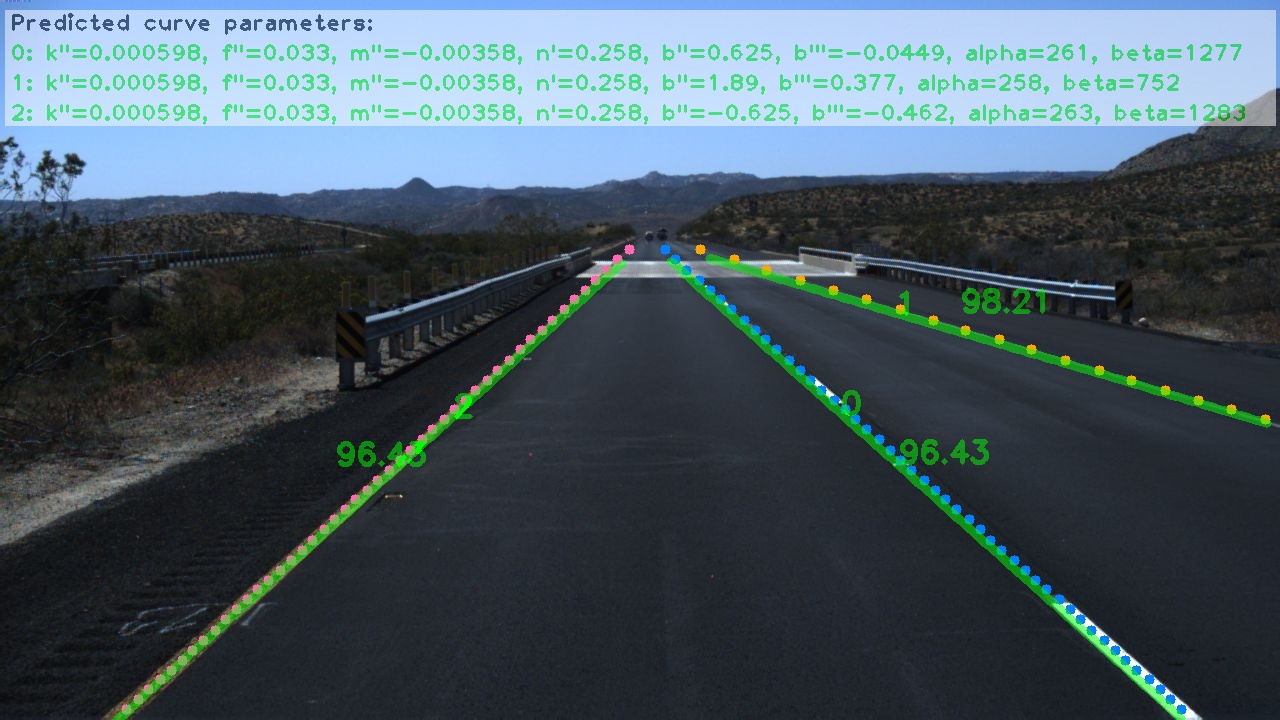 Predicted curve parameters:
0: k''=0.000598, f''=0.033, m''=-0.00358, n'=0.258, b''=0.625, b'''=-0.0449, alpha=261, beta=1277
1: k''=0.000598, f''=0.033, m''=-0.00358, n'=0.258, b''=1.89, b'''=0.377, alpha=258, beta=752
2: k''=0.000598, f''=0.033, m''=-0.00358, n'=0.258, b''=-0.625, b'''=-0.462, alpha=263, beta=1283
1 98.21
2 0
96.43 96.43